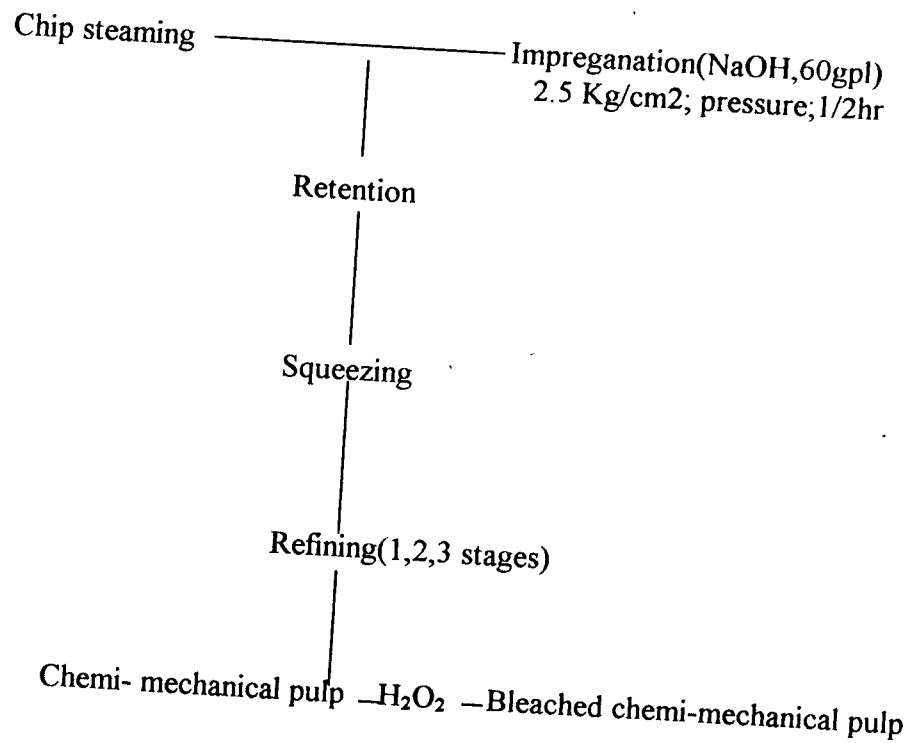 Chip steaming
Impreganation(NaOH,60gpl)
2.5 Kg/cm2; pressure;1/2hr
Retention
Squeezing
Refining(1,2,3 stages)
Chemi- mechanical pulp –H₂O₂ –Bleached chemi-mechanical pulp